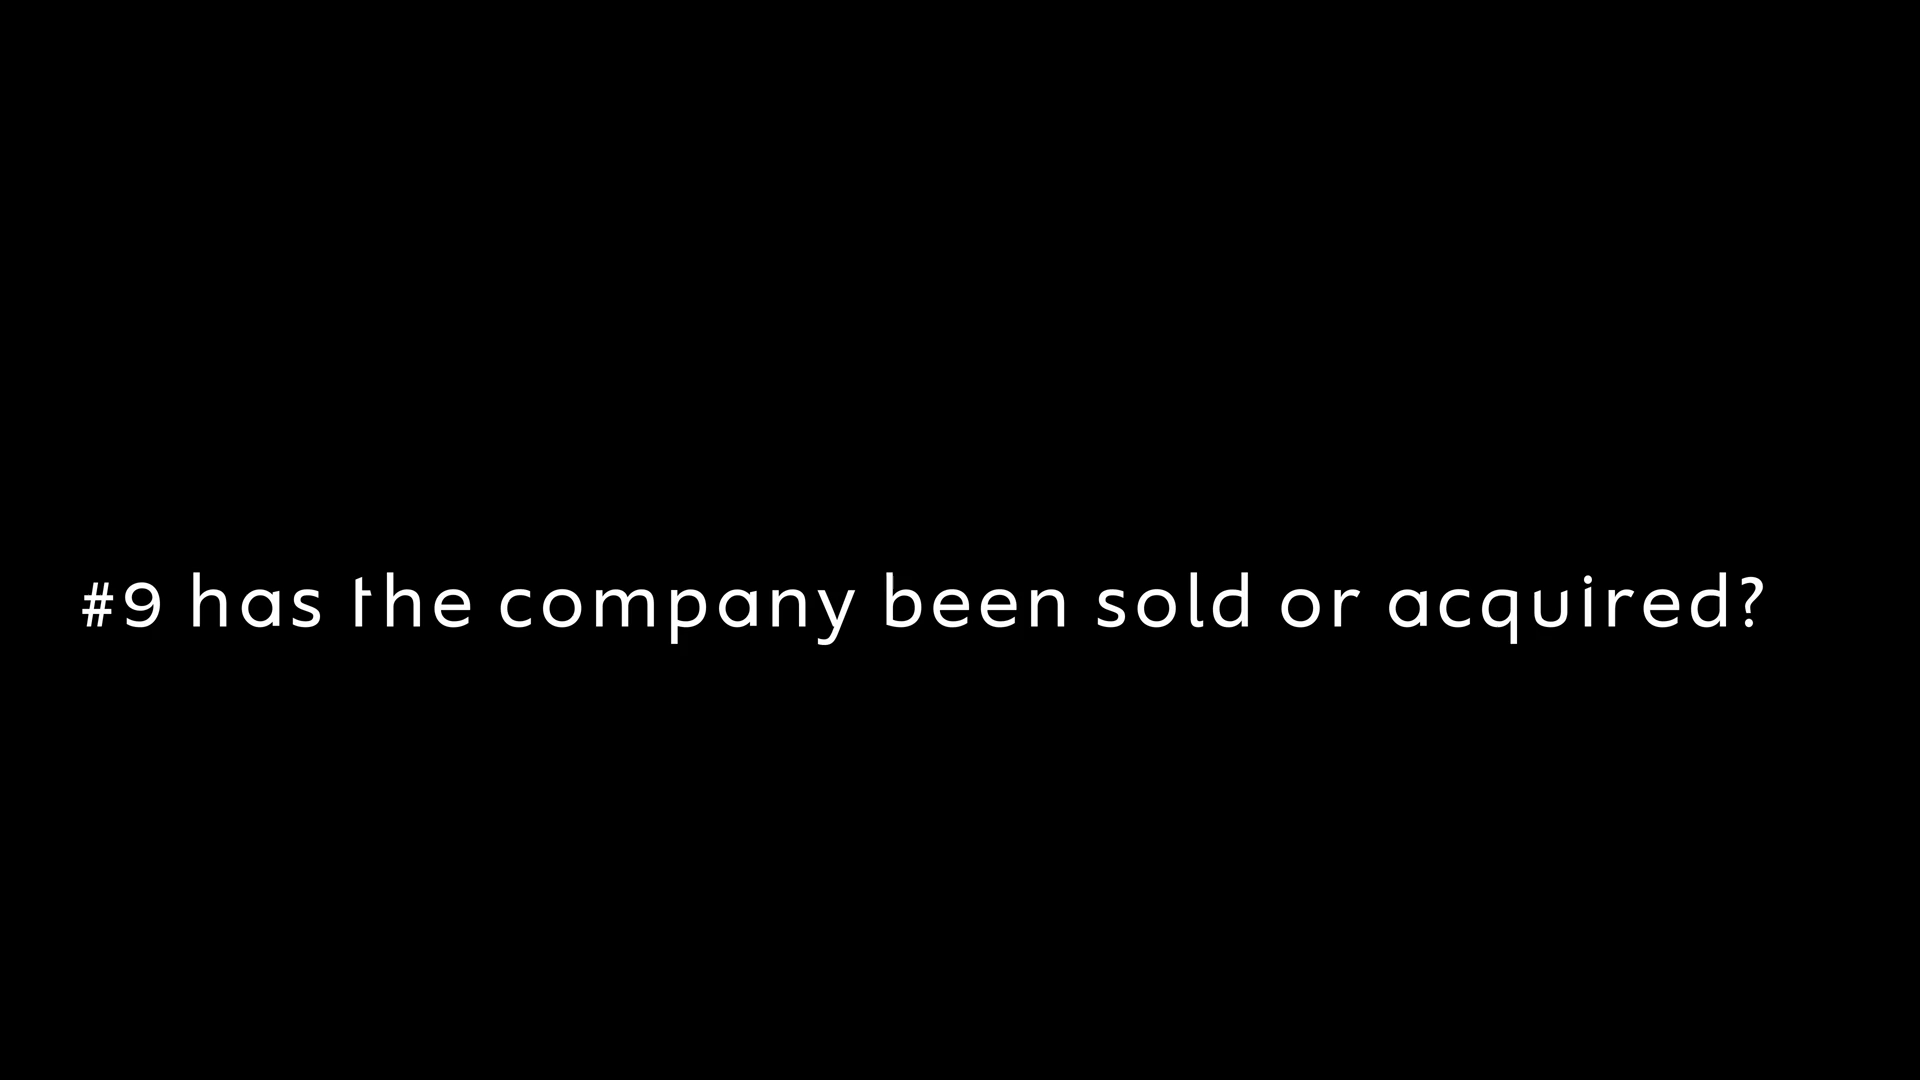 #9 has the company been sold or acquired?